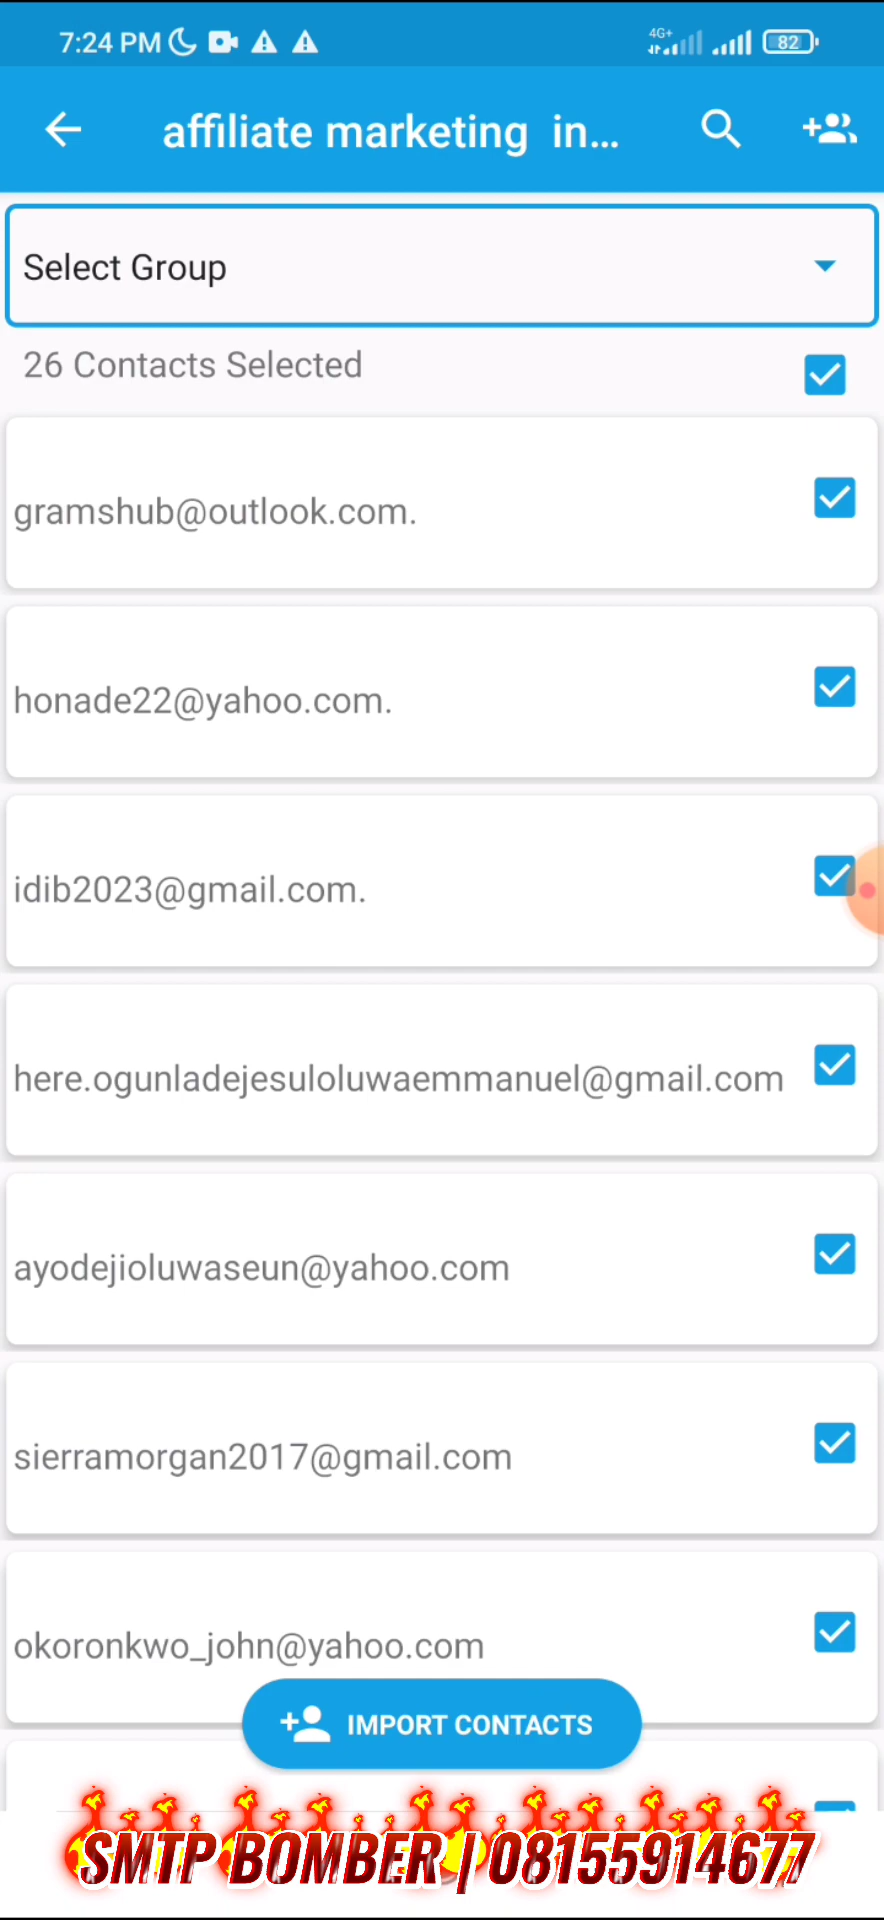 7:24 PM 4G+ 82
affiliate marketing in...
Select Group
26 Contacts Selected
gramshub@outlook.com.
honade22@yahoo.com.
idib2023@gmail.com.
here.ogunladejesuloluwaemmanuel@gmail.com
ayodejioluwaseun@yahoo.com
sierramorgan2017@gmail.com
okoronkwo_john@yahoo.com
IMPORT CONTACTS
SMTP BOMBER | 08155914677